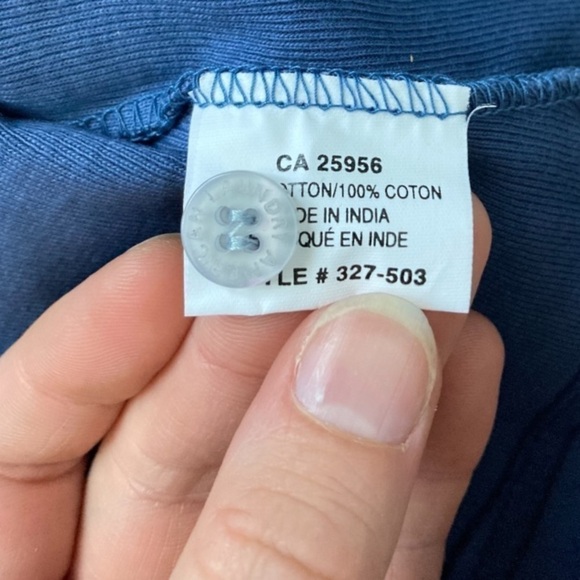 CA 25956
OTTON/100% COTON
DE IN INDIA
QUÉ EN INDE
LE # 327-503